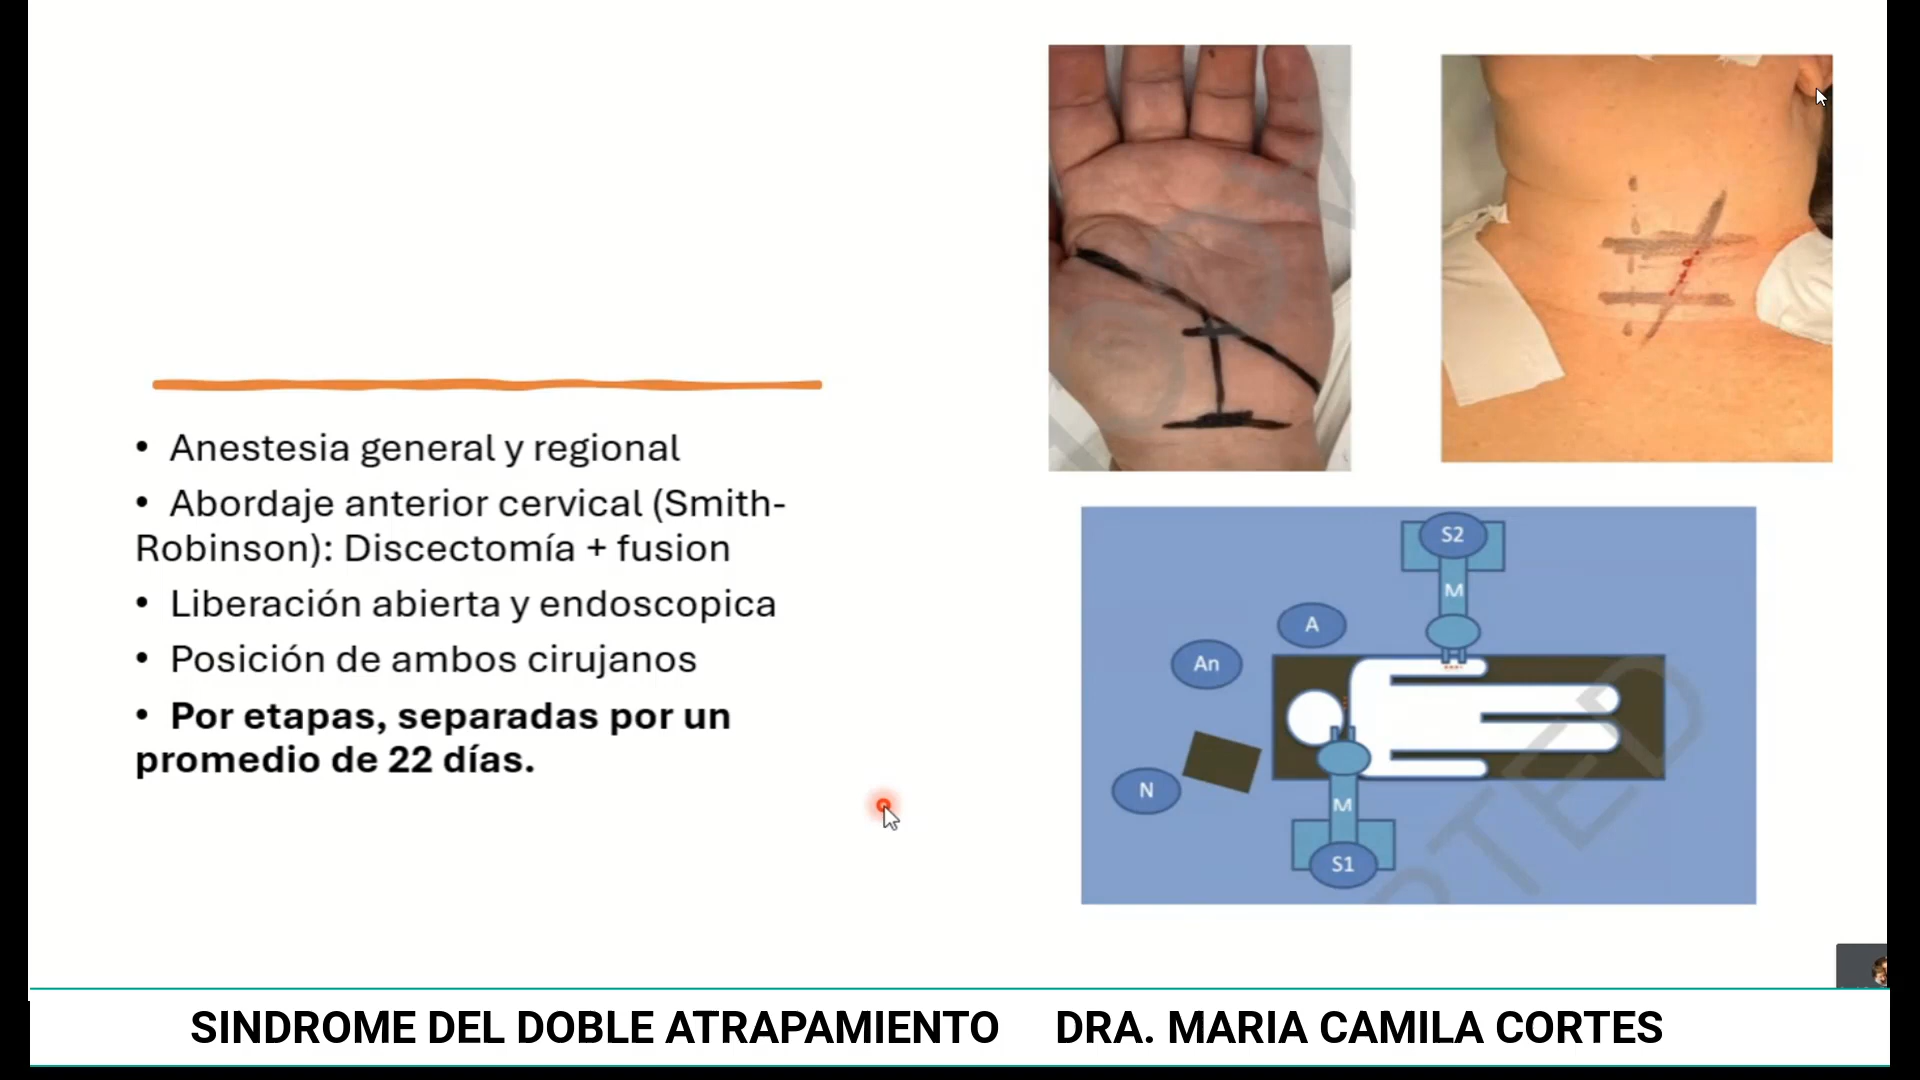 • Anestesia general y regional
• Abordaje anterior cervical (Smith-
Robinson): Discectomía + fusion
• Liberación abierta y endoscopica
• Posición de ambos cirujanos
• Por etapas, separadas por un
promedio de 22 días.
S2
M
A
An
N
M
S1
RTED
SINDROME DEL DOBLE ATRAPAMIENTO DRA. MARIA CAMILA CORTES